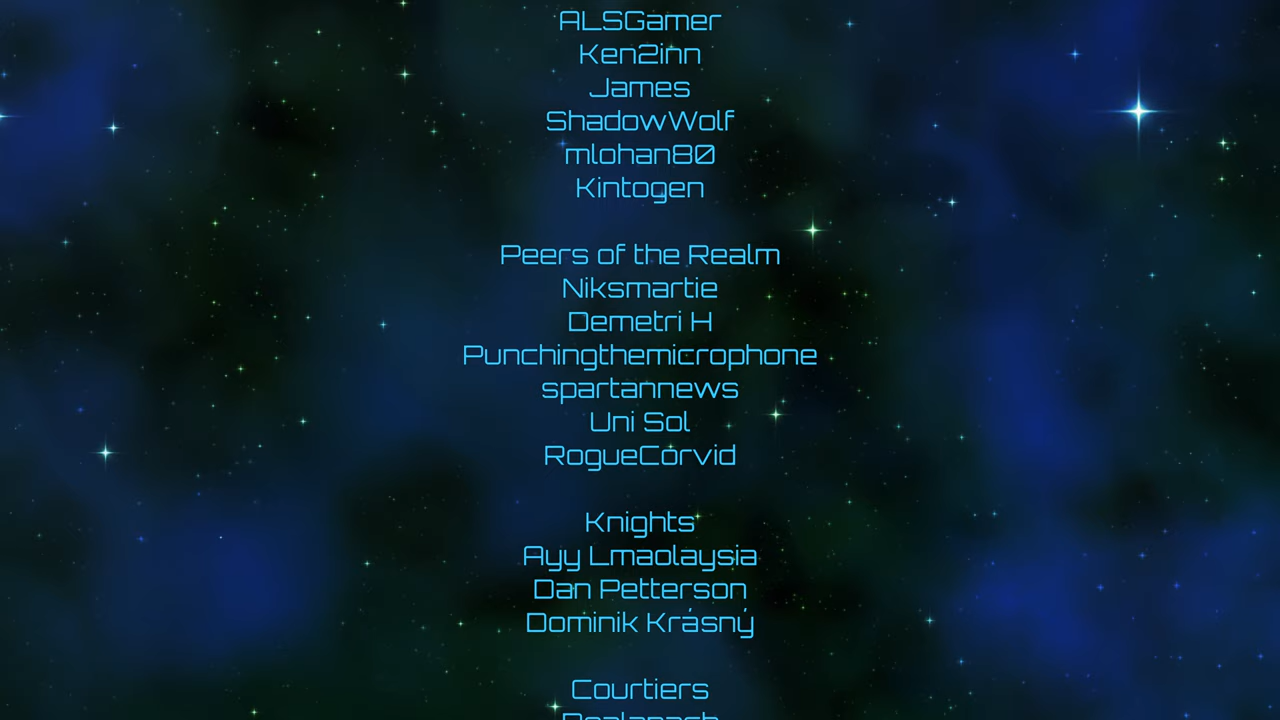 ALSGamer
Ken2inn
James
ShadowWolf
mlohan80
Kintogen
Peers of the Realm
Niksmartie
Demetri H
Punchingthemicrophone
spartannews
Uni Sol
RogueCorvid
Knights
Ayy Lmaolaysia
Dan Petterson
Dominik Krásný
Courtiers